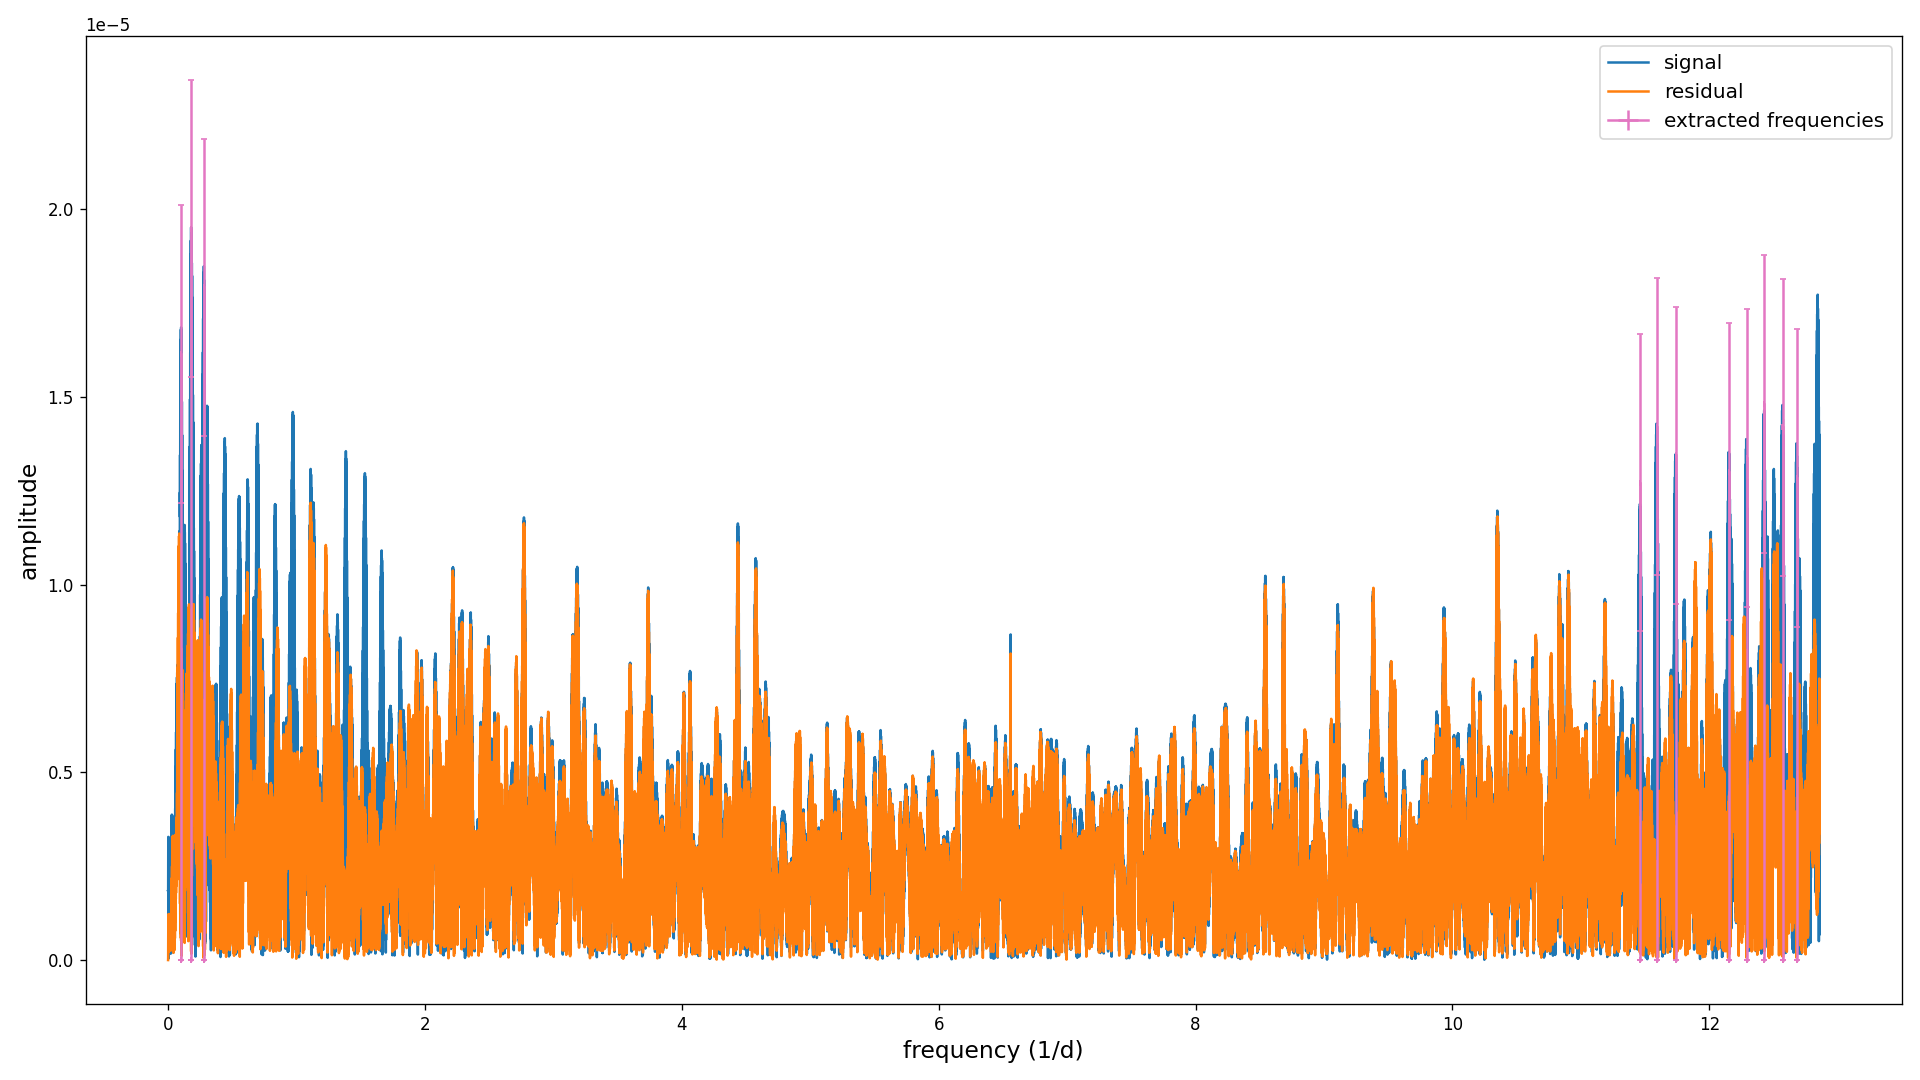 1e−5
signal
residual
extracted frequencies
2.0
1.5
1.0
0.5
0.0
amplitude
0 2 4 6 8 10 12
frequency (1/d)